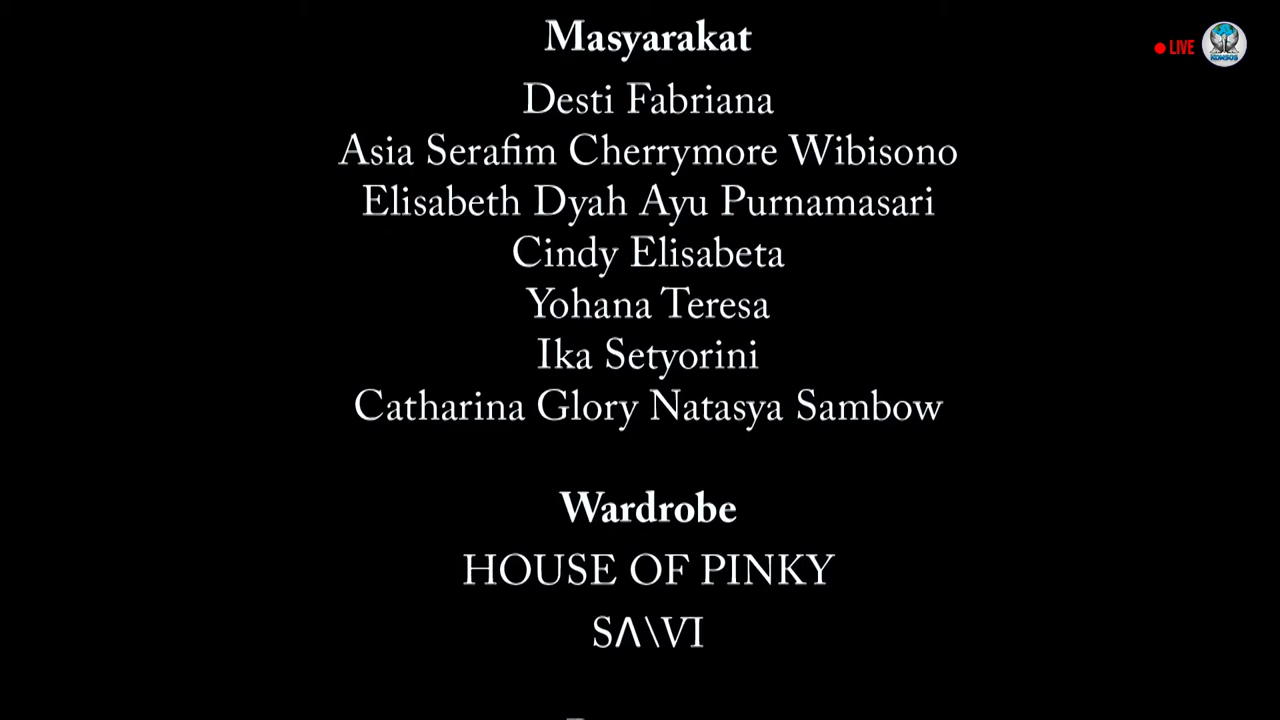 Masyarakat
LIVE
KOMSOS
Desti Fabriana
Asia Serafim Cherrymore Wibisono
Elisabeth Dyah Ayu Purnamasari
Cindy Elisabeta
Yohana Teresa
Ika Setyorini
Catharina Glory Natasya Sambow
Wardrobe
HOUSE OF PINKY
SΛ\VI